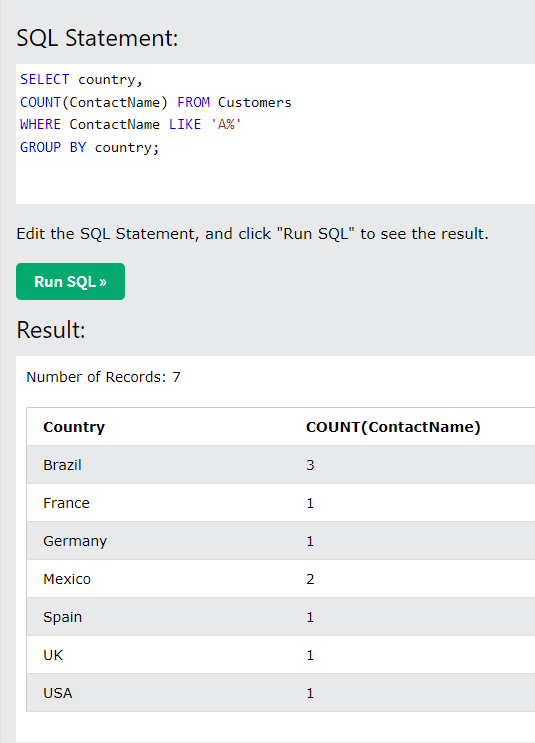 SQL Statement:
SELECT country,
COUNT(ContactName) FROM Customers
WHERE ContactName LIKE 'A%'
GROUP BY country;
Edit the SQL Statement, and click "Run SQL" to see the result.
Run SQL »
Result:
Number of Records: 7
Country COUNT(ContactName)
Brazil 3
France 1
Germany 1
Mexico 2
Spain 1
UK 1
USA 1